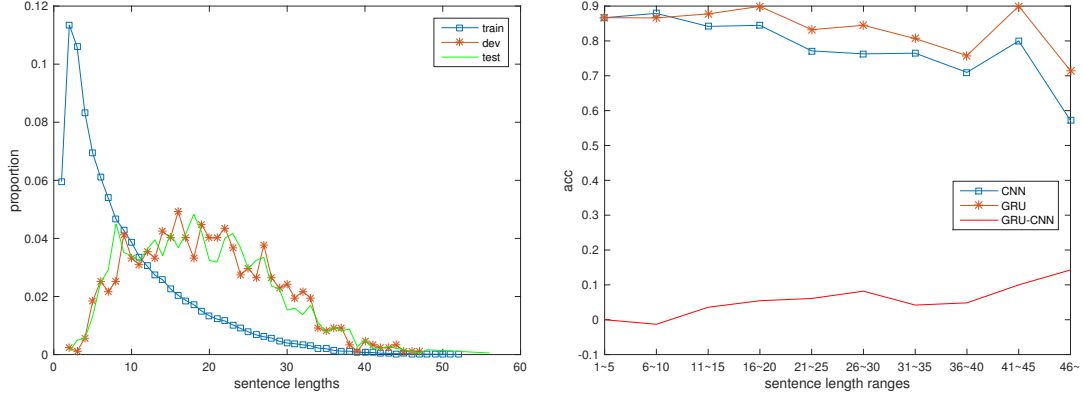 0.12
0.1
0.08
0.06
0.04
0.02
0
proportion
0 10 20 30 40 50 60
sentence lengths
train
dev
test
0.9
0.8
0.7
0.6
0.5
0.4
0.3
0.2
0.1
0
-0.1
acc
1~5 6~10 11~15 16~20 21~25 26~30 31~35 36~40 41~45 46~
sentence length ranges
CNN
GRU
GRU-CNN